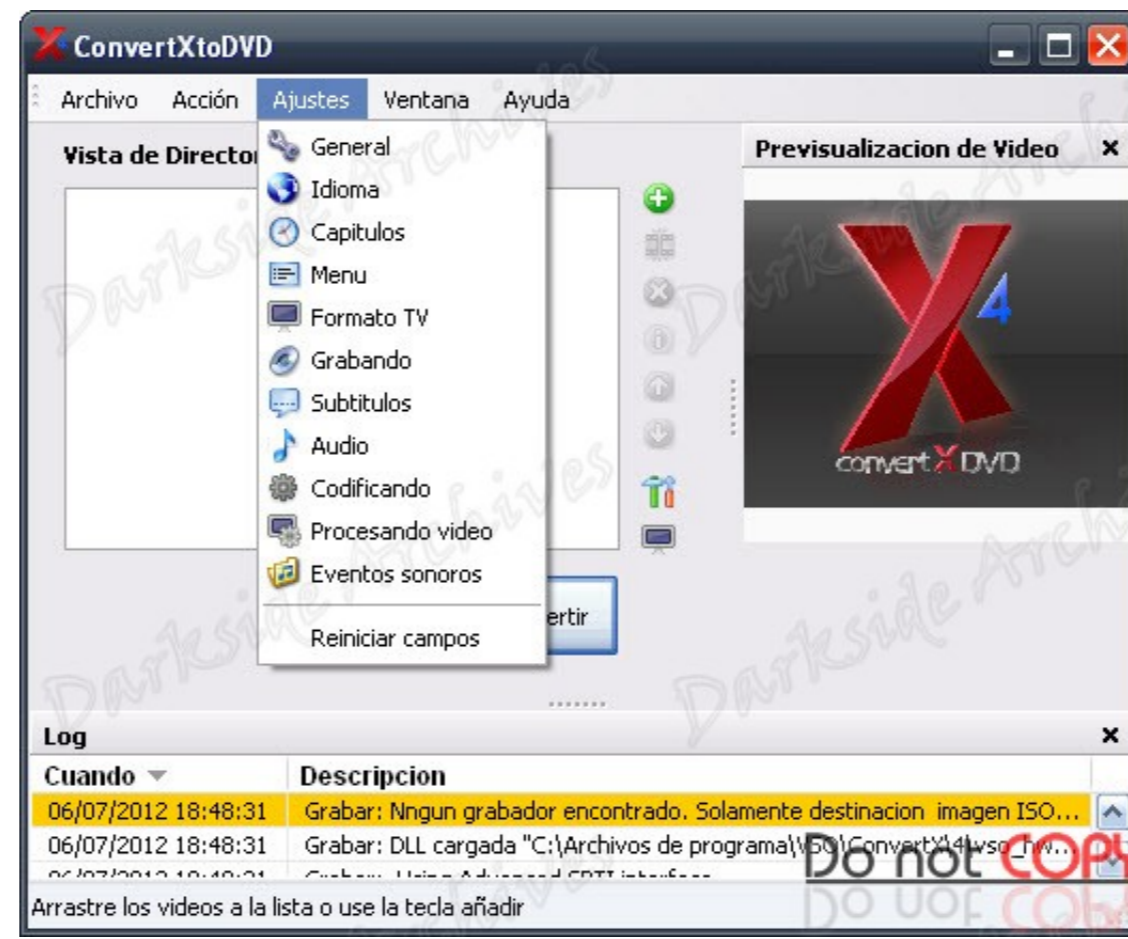 ConvertXtoDVD
Archivo Acción Ajustes Ventana Ayuda
Vista de
Previsualizacion de Video
General
Idioma
Capitulos
Menu
Formato TV
Grabando
Subtitulos
Audio
Codificando
Procesando video
Eventos sonoros
Reiniciar campos
4
convert X DVD
Log
Cuando Descripcion
06/07/2012 18:48:31 Grabar: Nngun grabador encontrado. Solamente destinacion imagen ISO...
06/07/2012 18:48:31 Grabar: DLL cargada "C:\Archivos de programa\VSO\ConvertX\4\vso_hw...
Arrastre los videos a la lista o use la tecla añadir
Do not COPY
Darkside Archives